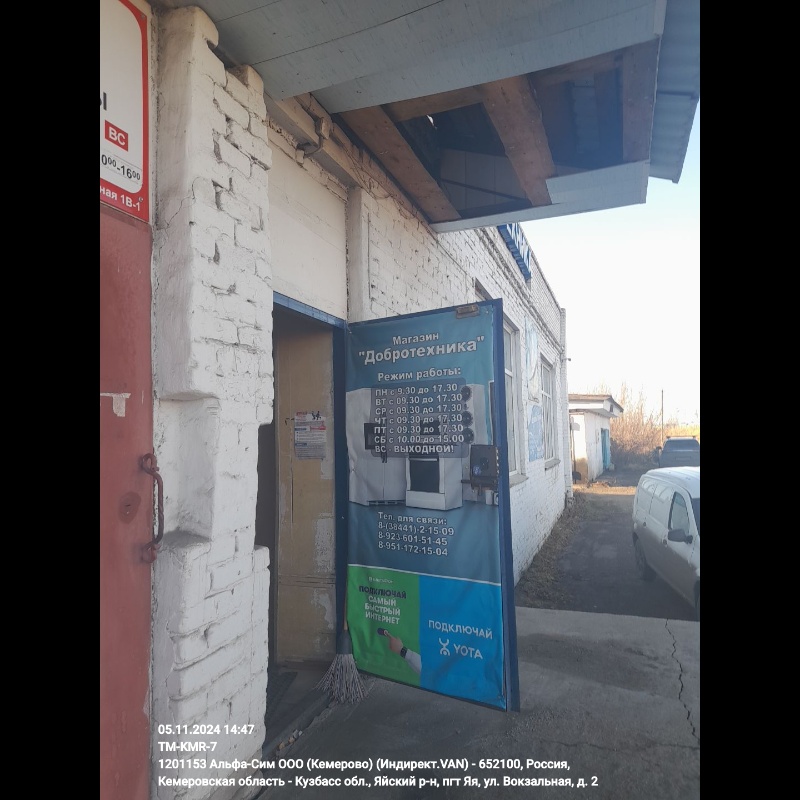 Ы
ВС
00-1600
ная 1В-1
Магазин
"Добротехника"
Режим работы:
ПН с 9.30 до 17.30
ВТ с 09.30 до 17.30
СР с 09.30 до 17.30
ЧТ с 09.30 до 17.30
ПТ с 09.30 до 17.30
СБ с 10.00 до 15.00
ВС - ВЫХОДНОЙ!
Тел. для связи:
8-(38441)-2-15-09
8-923-601-51-45
8-951-172-15-04
ПОДКЛЮЧАЙ
САМЫЙ
БЫСТРЫЙ
ИНТЕРНЕТ
ПОДКЛЮЧАЙ
YOTA
05.11.2024 14:47
TM-KMR-7
1201153 Альфа-Сим ООО (Кемерово) (Индирект.VAN) - 652100, Россия,
Кемеровская область - Кузбасс обл., Яйский р-н, пгт Яя, ул. Вокзальная, д. 2